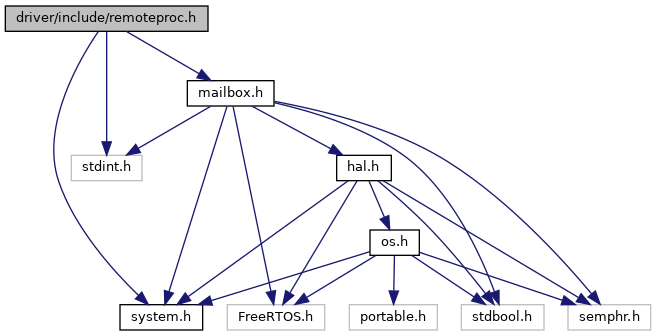 driver/include/remoteproc.h
mailbox.h
stdint.h
hal.h
os.h
system.h
FreeRTOS.h
portable.h
stdbool.h
semphr.h